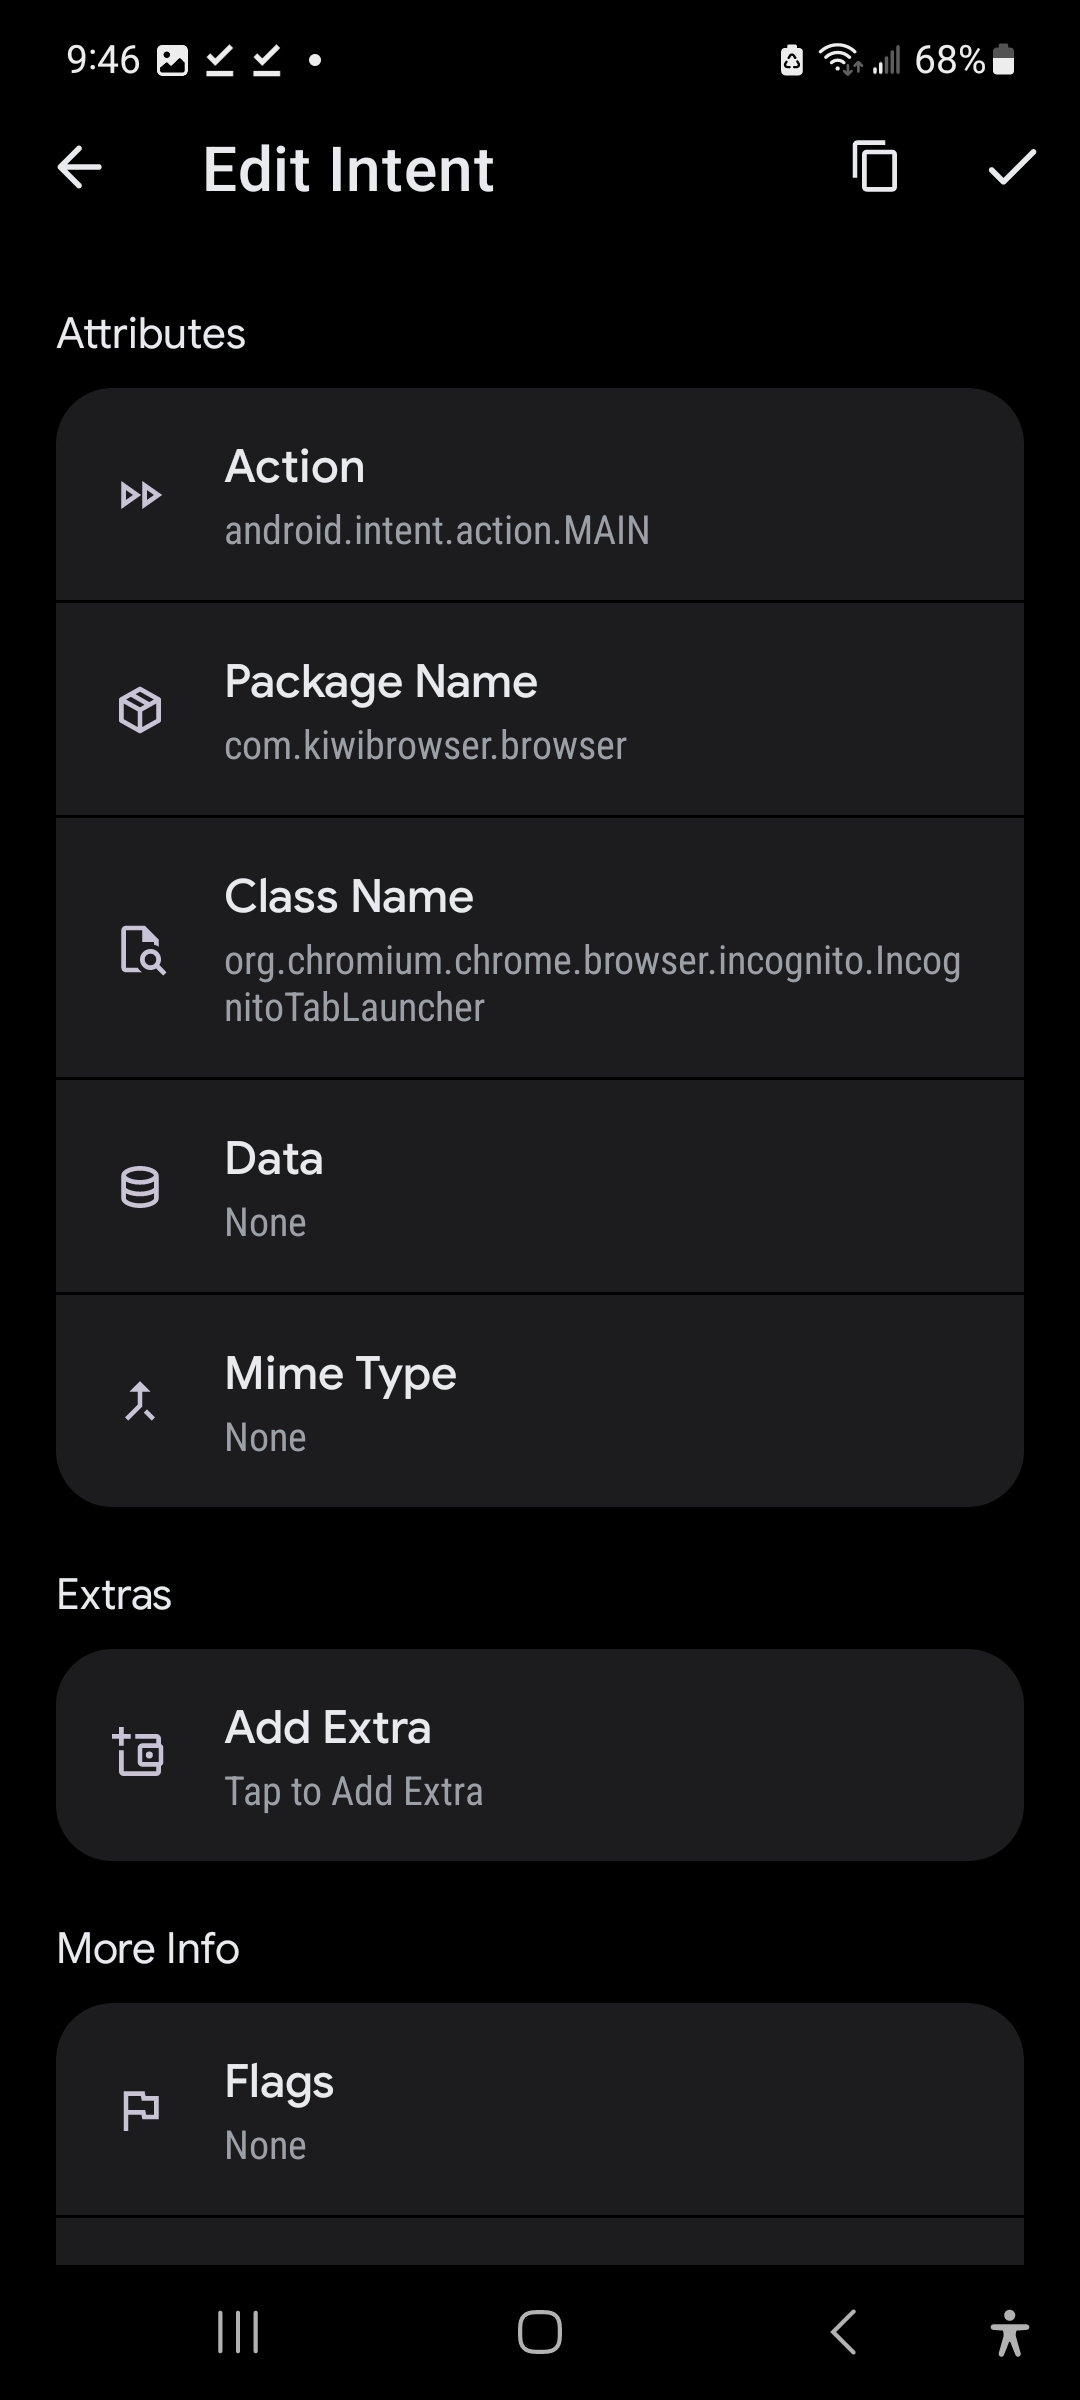 9:46
68%
Edit Intent
Attributes
Action
android.intent.action.MAIN
Package Name
com.kiwibrowser.browser
Class Name
org.chromium.chrome.browser.incognito.Incog
nitoTabLauncher
Data
None
Mime Type
None
Extras
Add Extra
Tap to Add Extra
More Info
Flags
None